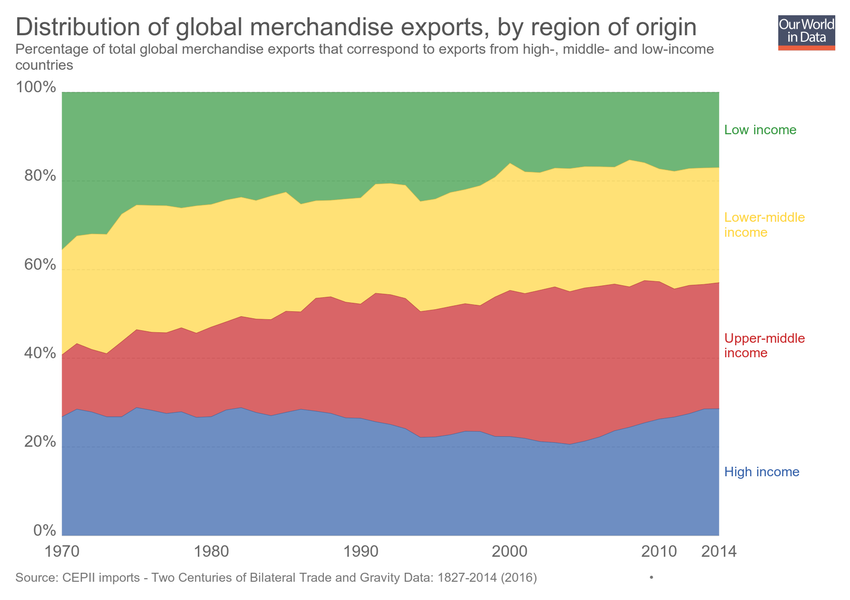 Distribution of global merchandise exports, by region of origin
Our World
in Data
Percentage of total global merchandise exports that correspond to exports from high-, middle- and low-income
countries
100%
80%
60%
40%
20%
0%
Low income
Lower-middle
income
Upper-middle
income
High income
1970
1980
1990
2000
2010
2014
Source: CEPII imports - Two Centuries of Bilateral Trade and Gravity Data: 1827-2014 (2016)
•